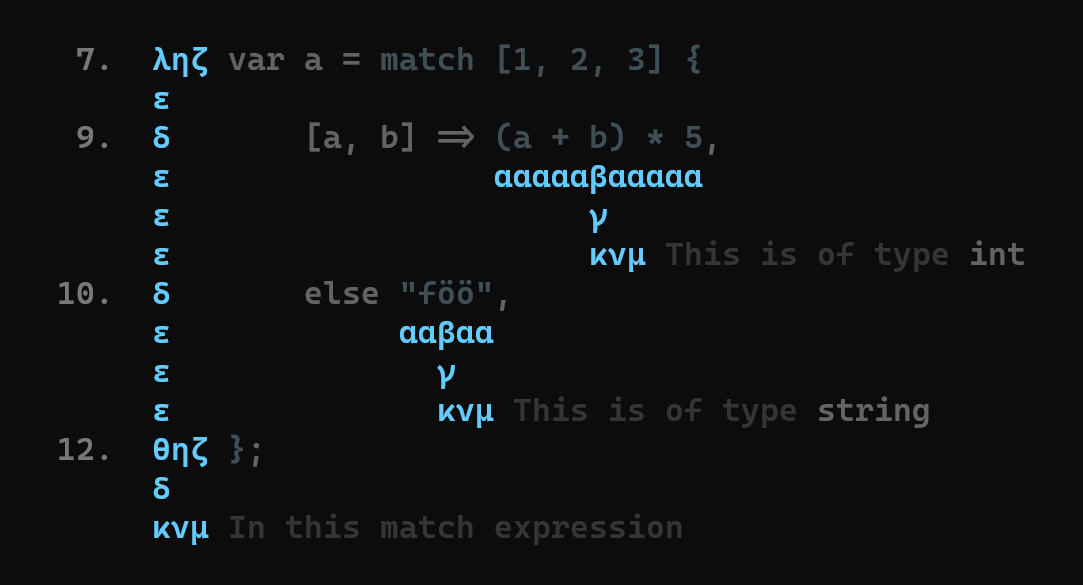 7. ληζ var a = match [1, 2, 3] {
ε
9. δ [a, b] => (a + b) * 5,
ε αααααβααααα
ε γ
ε κνμ This is of type int
10. δ else "föö",
ε ααβαα
ε γ
ε κνμ This is of type string
12. θηζ };
δ
κνμ In this match expression